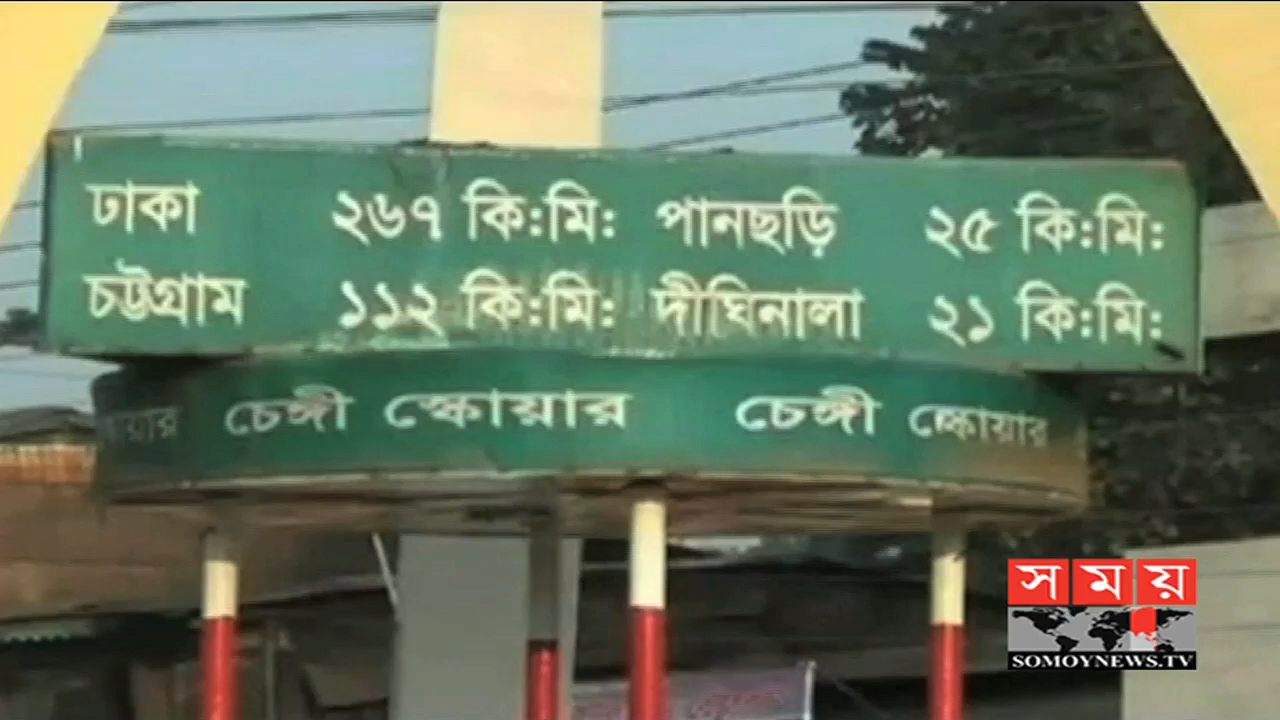 ঢাকা ২৬৭ কি:মি: পানছড়ি ২৫ কি:মি:
চট্টগ্রাম ১১২ কি:মি: দীঘিনালা ২১ কি:মি:
স্কোয়ার চেঙ্গী স্কোয়ার চেঙ্গী স্কোয়ার
সময়
SOMOYNEWS.TV